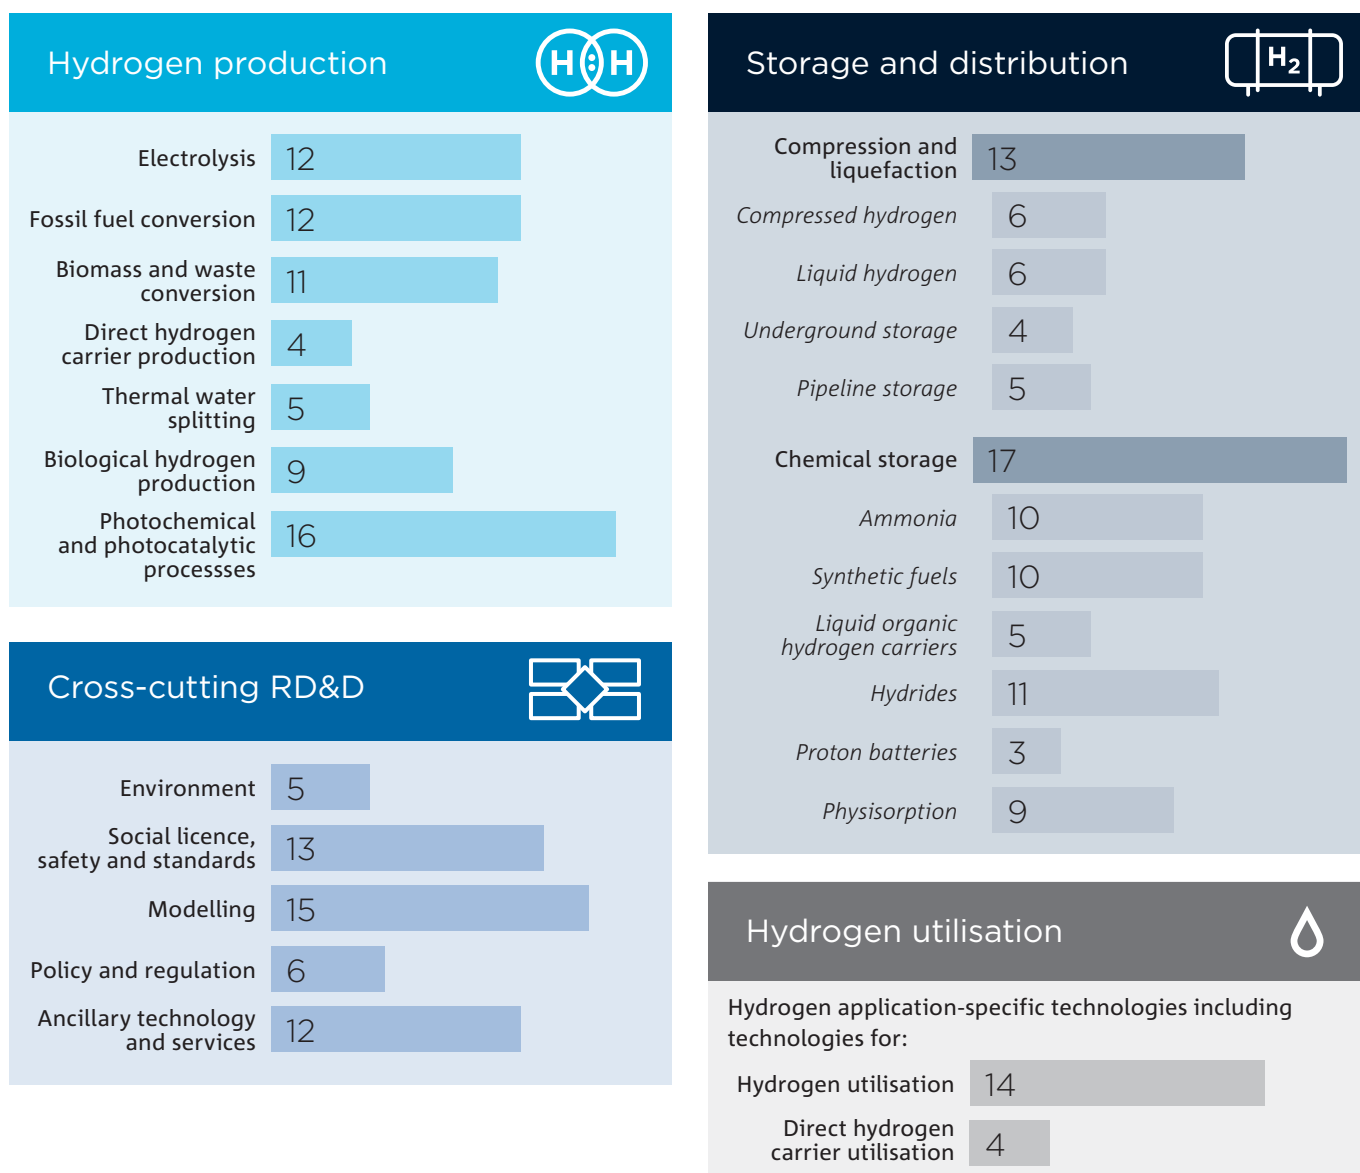 Hydrogen production
H:H
Electrolysis 12
Fossil fuel conversion 12
Biomass and waste
conversion 11
Direct hydrogen
carrier production 4
Thermal water
splitting 5
Biological hydrogen
production 9
Photochemical
and photocatalytic
processses 16
Cross-cutting RD&D
Environment 5
Social licence,
safety and standards 13
Modelling 15
Policy and regulation 6
Ancillary technology
and services 12
Storage and distribution
H₂
Compression and
liquefaction 13
Compressed hydrogen 6
Liquid hydrogen 6
Underground storage 4
Pipeline storage 5
Chemical storage 17
Ammonia 10
Synthetic fuels 10
Liquid organic
hydrogen carriers 5
Hydrides 11
Proton batteries 3
Physisorption 9
Hydrogen utilisation
Hydrogen application-specific technologies including
technologies for:
Hydrogen utilisation 14
Direct hydrogen
carrier utilisation 4